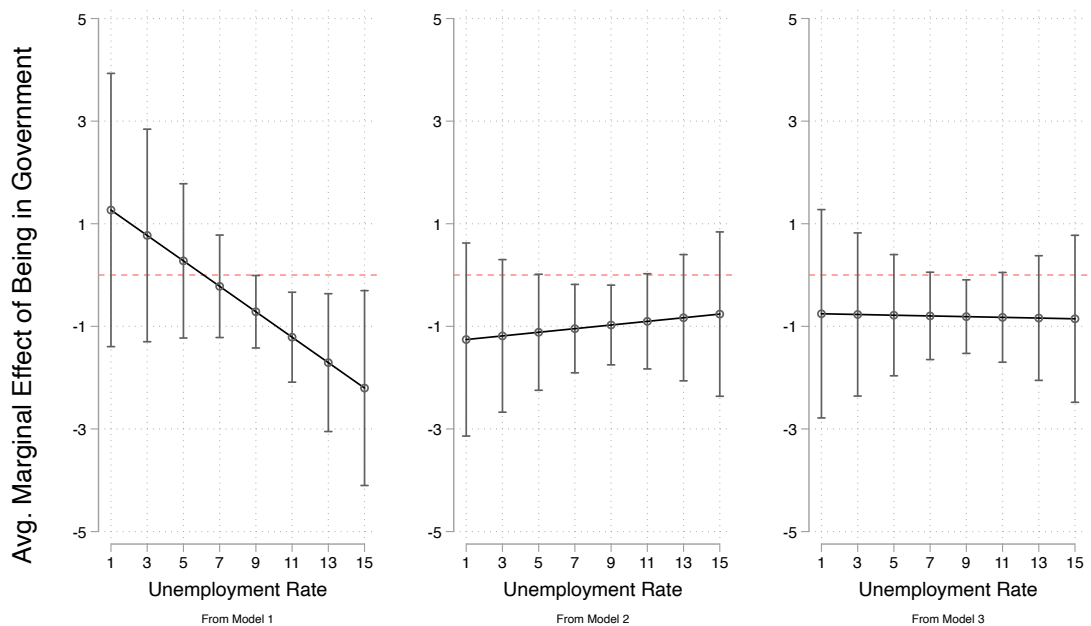 Avg. Marginal Effect of Being in Government
5
3
1
-1
-3
-5
1 3 5 7 9 11 13 15
Unemployment Rate
From Model 1
5
3
1
-1
-3
-5
1 3 5 7 9 11 13 15
Unemployment Rate
From Model 2
5
3
1
-1
-3
-5
1 3 5 7 9 11 13 15
Unemployment Rate
From Model 3